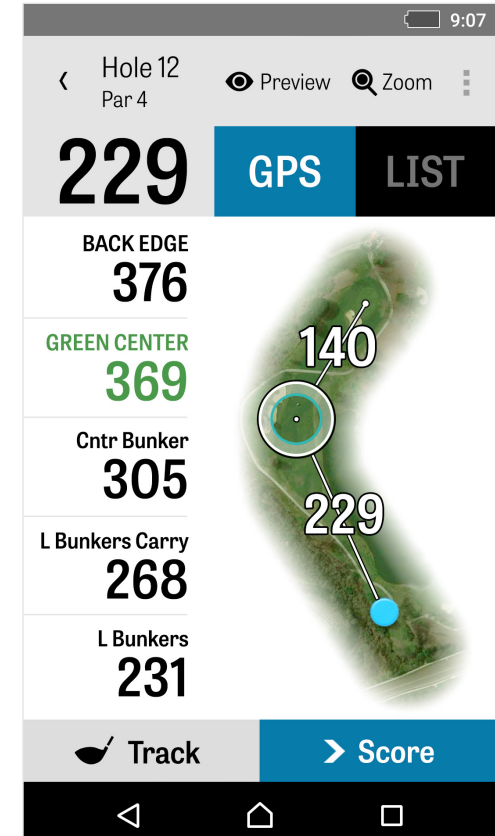 9:07
Hole 12
Par 4
Preview
Zoom
229
GPS
LIST
BACK EDGE
376
GREEN CENTER
369
Cntr Bunker
305
L Bunkers Carry
268
L Bunkers
231
140
229
Track
Score